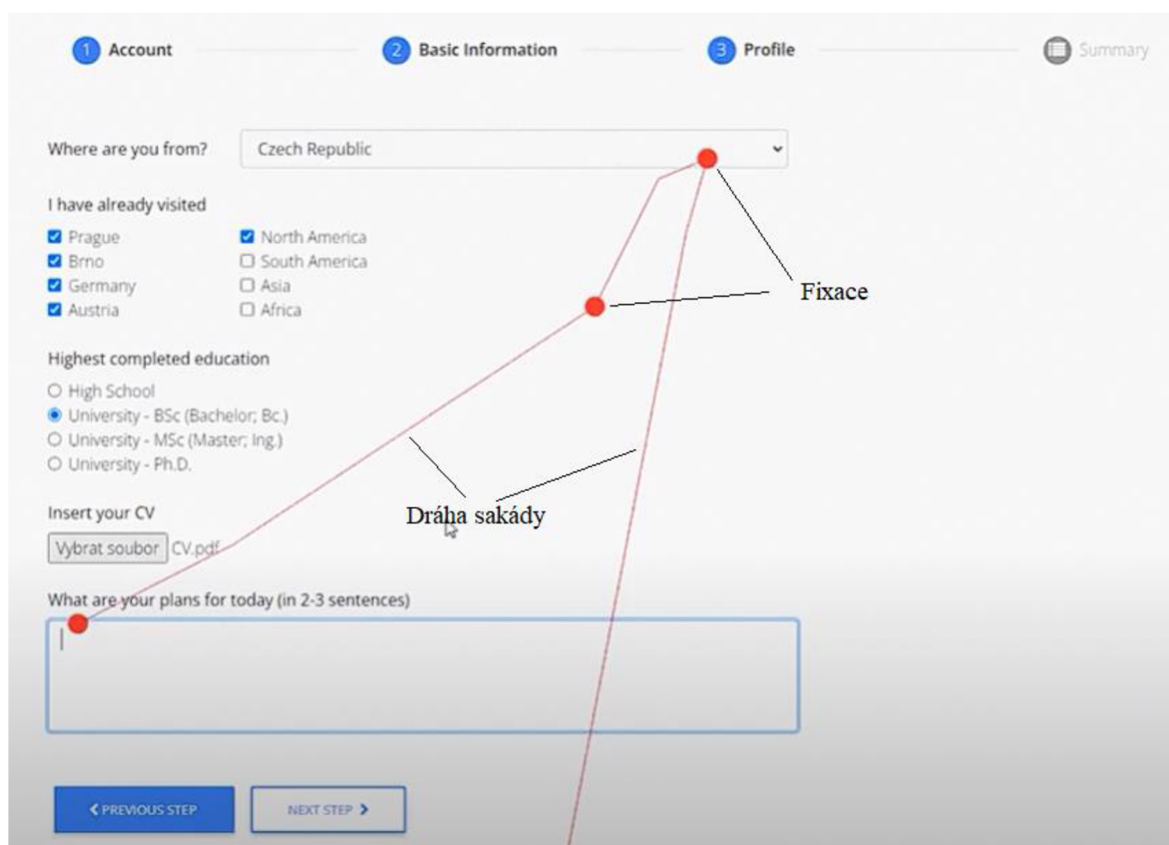 1 Account
2 Basic Information
3 Profile
Summary
Where are you from?
Czech Republic
I have already visited
Prague
North America
Brno
South America
Germany
Asia
Austria
Africa
Fixace
Highest completed education
High School
University - BSc (Bachelor; Bc.)
University - MSc (Master; Ing.)
University - Ph.D.
Dráha sakády
Insert your CV
Vybrat soubor CV.pdf
What are your plans for today (in 2-3 sentences)
PREVIOUS STEP
NEXT STEP